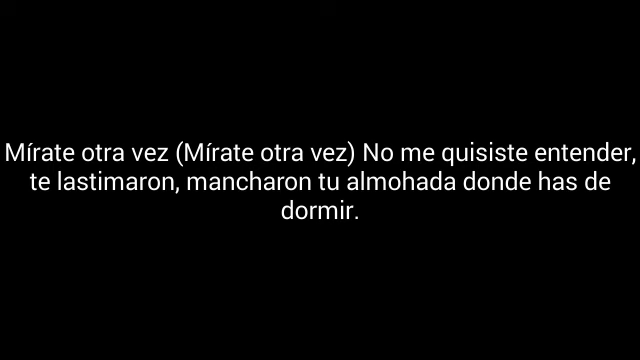 Mírate otra vez (Mírate otra vez) No me quisiste entender,
te lastimaron, mancharon tu almohada donde has de
dormir.